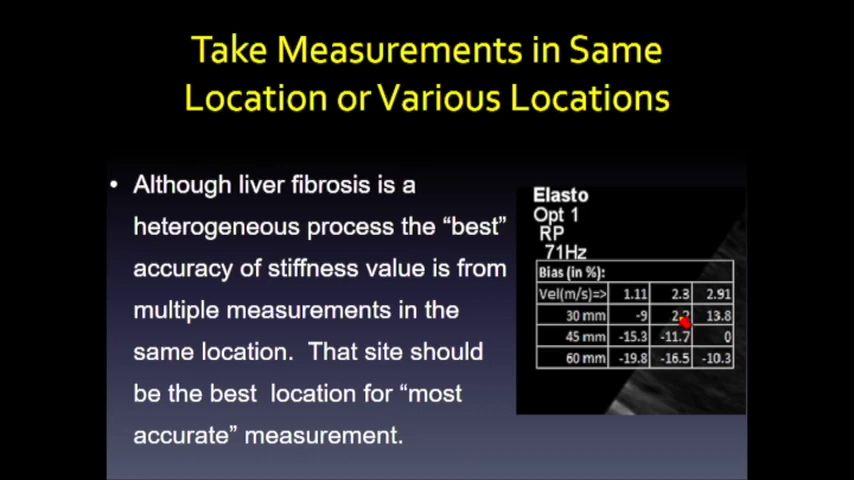 Take Measurements in Same
Location or Various Locations
• Although liver fibrosis is a
heterogeneous process the “best”
accuracy of stiffness value is from
multiple measurements in the
same location.  That site should
be the best  location for “most
accurate” measurement.
Elasto
Opt 1
RP
71Hz
Bias (in %):
Vel(m/s)=> 1.11 2.3 2.91
30 mm -9 13.8
45 mm -15.3 -11.7 0
60 mm -19.8 -16.5 -10.3